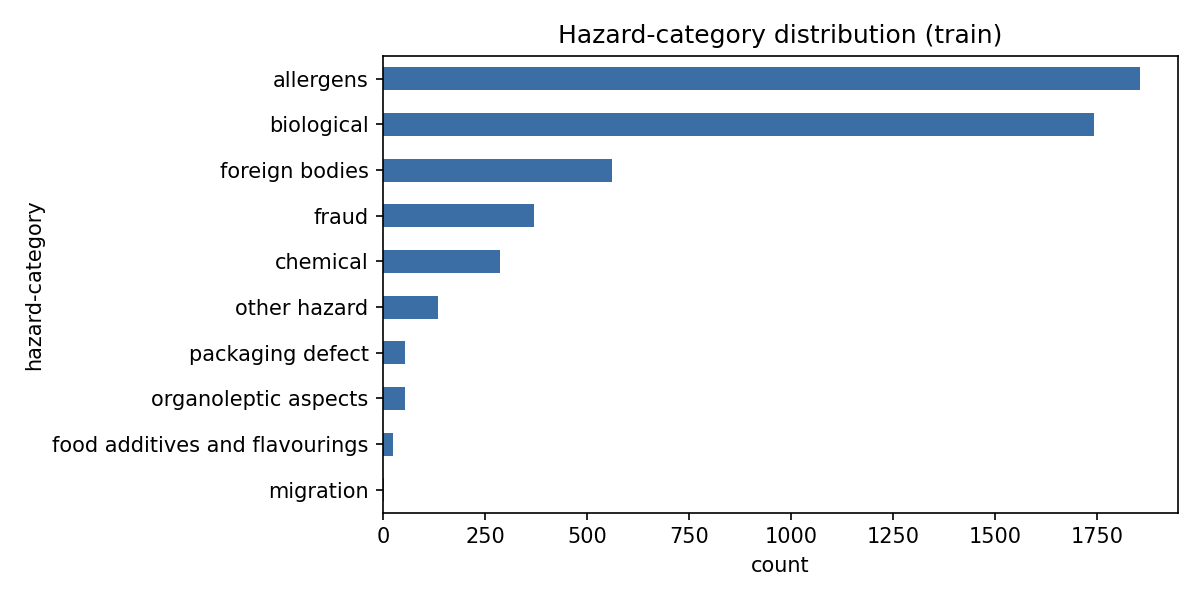 Hazard-category distribution (train)
hazard-category
allergens
biological
foreign bodies
fraud
chemical
other hazard
packaging defect
organoleptic aspects
food additives and flavourings
migration
0 250 500 750 1000 1250 1500 1750
count